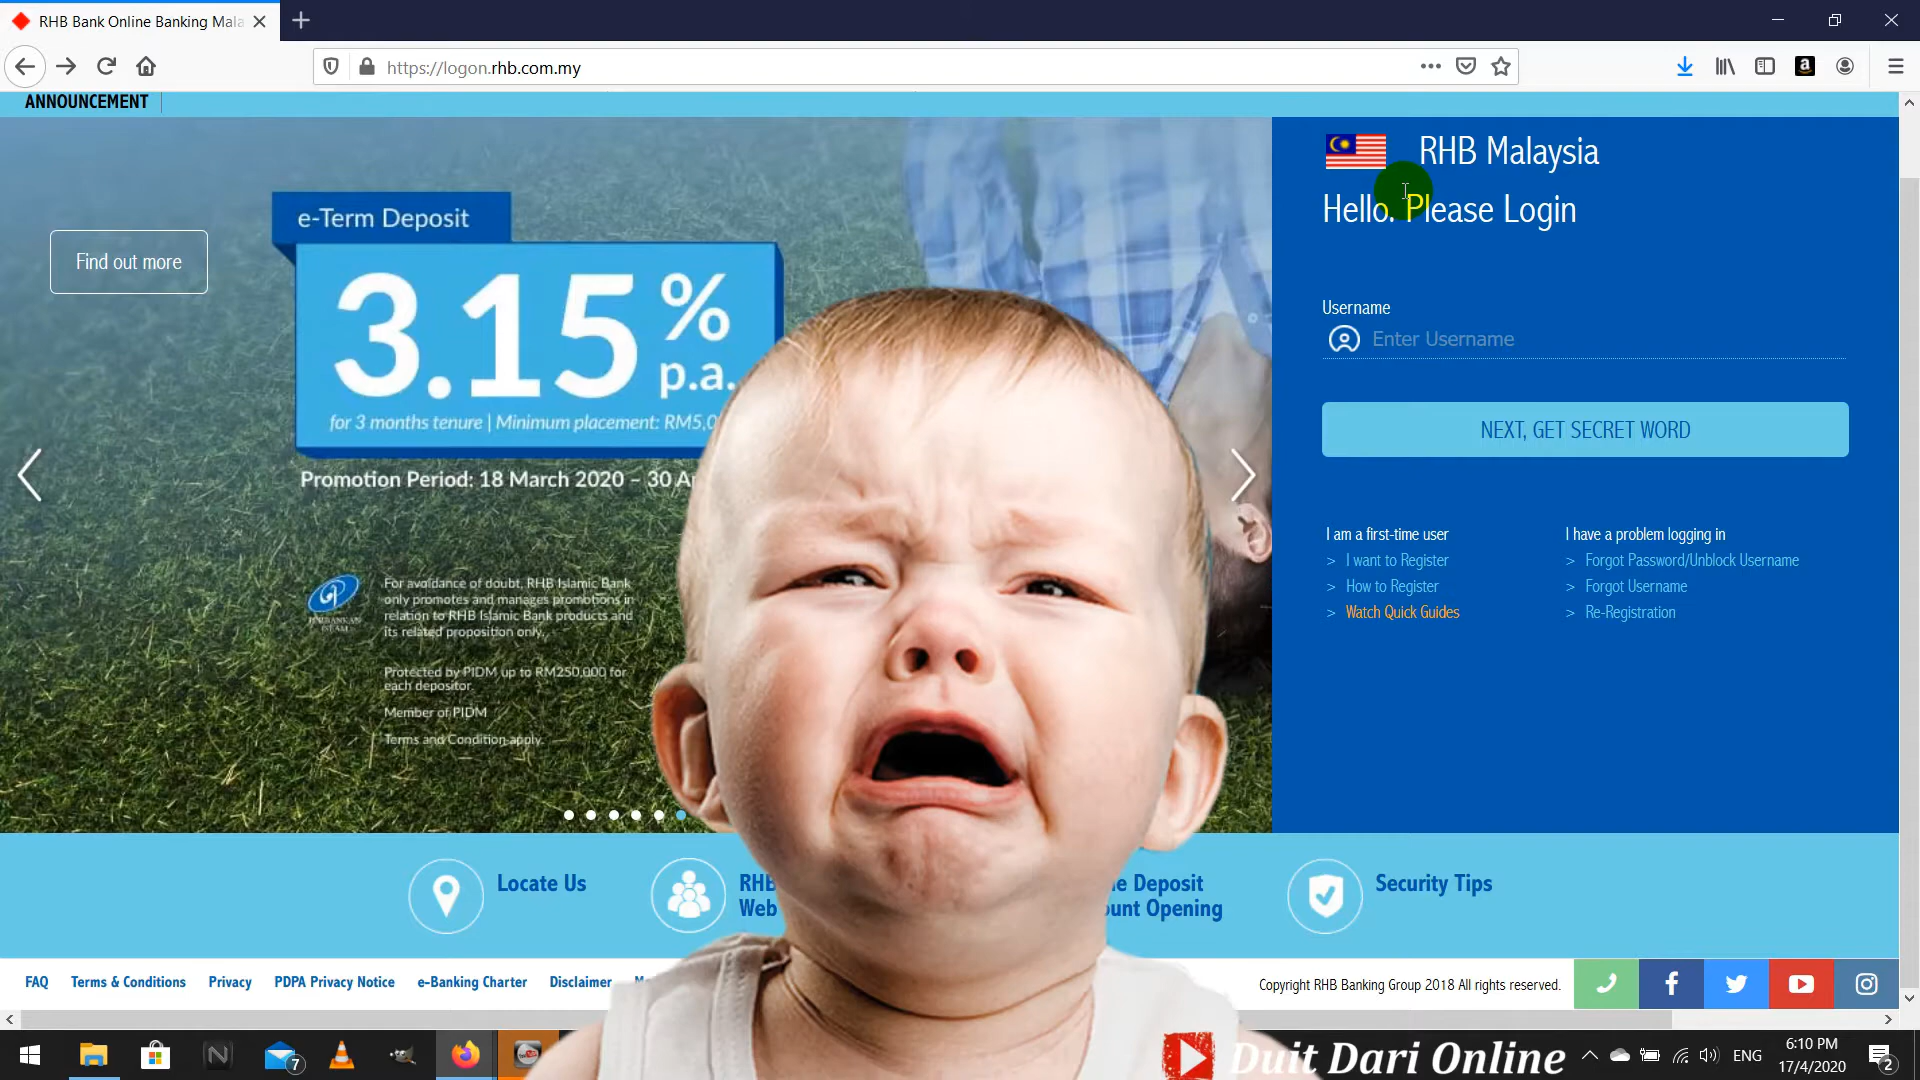 RHB Bank Online Banking Mala
https://logon.rhb.com.my
ANNOUNCEMENT
RHB Malaysia
Hello. Please Login
e-Term Deposit
Find out more
3.15% p.a.
for 3 months tenure | Minimum placement: RM5,0
Promotion Period: 18 March 2020 – 30 A
Username
Enter Username
NEXT, GET SECRET WORD
I am a first-time user
> I want to Register
> How to Register
> Watch Quick Guides
I have a problem logging in
> Forgot Password/Unblock Username
> Forgot Username
> Re-Registration
For avoidance of doubt, RHB Islamic Bank
only promotes and manages promotions in
relation to RHB Islamic Bank products and
its related proposition only.
Protected by PIDM up to RM250,000 for
each depositor.
Member of PIDM
Terms and Condition apply.
Locate Us
RHB
Web
e Deposit
ount Opening
Security Tips
FAQ
Terms & Conditions
Privacy
PDPA Privacy Notice
e-Banking Charter
Disclaimer
Copyright RHB Banking Group 2018 All rights reserved.
Duit Dari Online
7
ENG
6:10 PM
17/4/2020
2